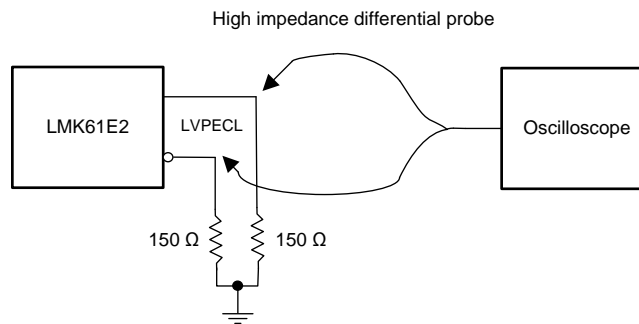 High impedance differential probe
LMK61E2
LVPECL
Oscilloscope
150 Ω
150 Ω